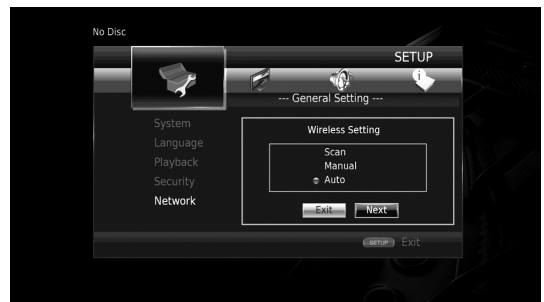 No Disc
SETUP
--- General Setting ---
System
Language
Playback
Security
Network
Wireless Setting
Scan
Manual
Auto
Exit Next
SETUP Exit